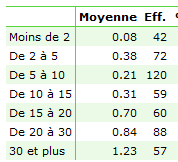 Moyenne Eff.
Moins de 2 0.08 42
De 2 à 5 0.38 72
De 5 à 10 0.21 120
De 10 à 15 0.31 59
De 15 à 20 0.70 60
De 20 à 30 0.84 88
30 et plus 1.23 57